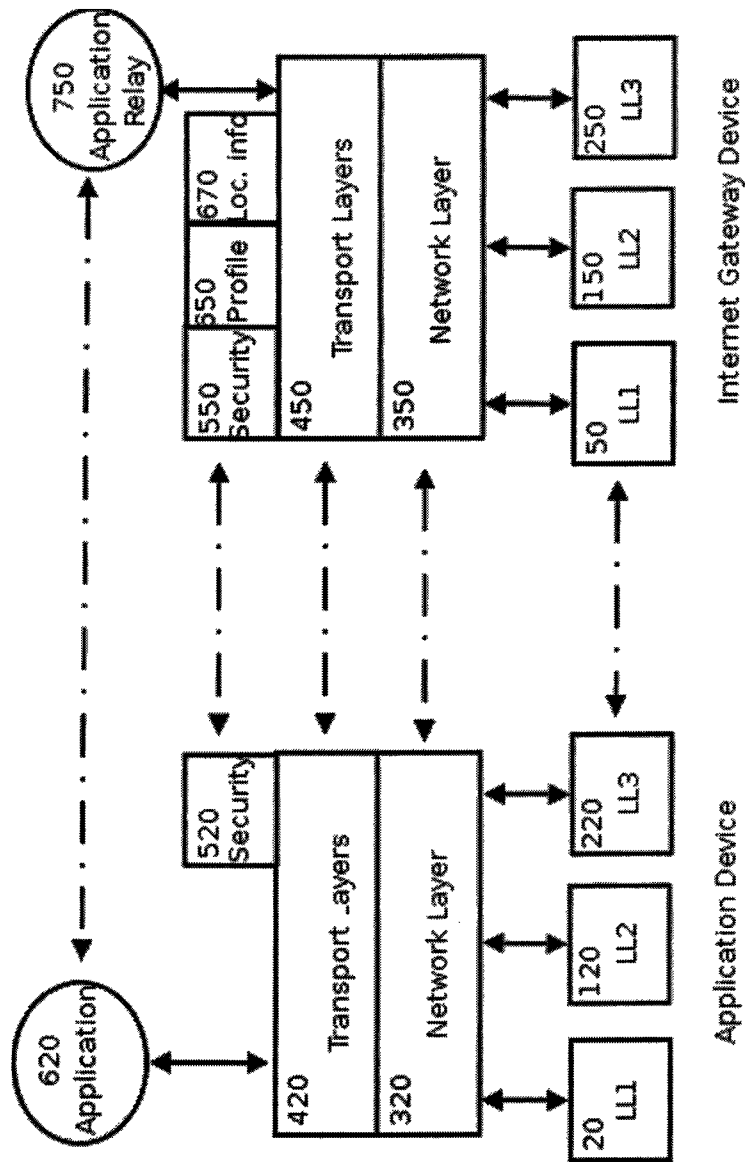 620
Application
750
Application
Relay
520
Security
550
Security
650
Profile
670
Loc. info
420
Transport Layers
450
Transport Layers
320
Network Layer
350
Network Layer
20
LL1
120
LL2
220
LL3
50
LL1
150
LL2
250
LL3
Application Device
Internet Gateway Device